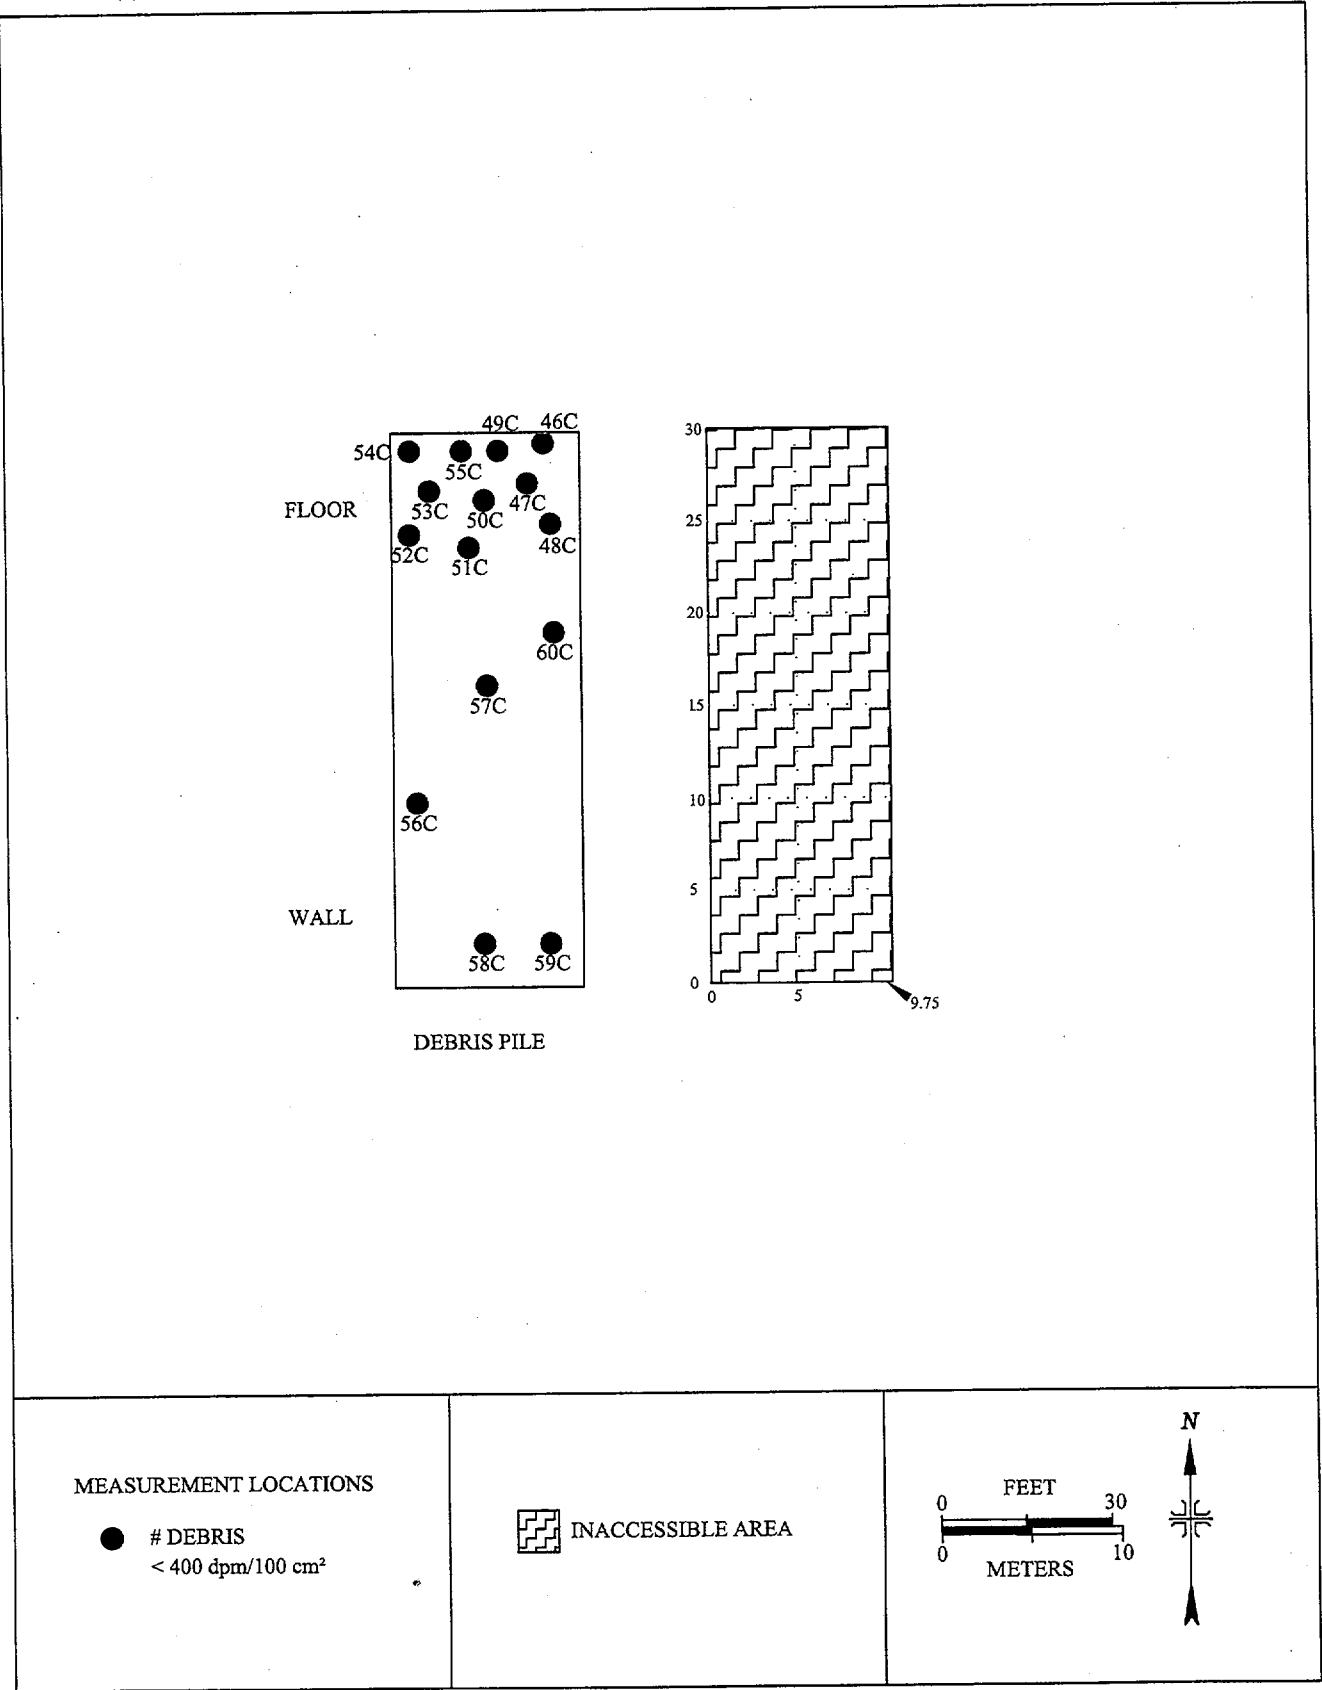 49C
46C
54C
55C
47C
53C
50C
FLOOR
48C
52C
51C
60C
57C
56C
WALL
58C
59C
DEBRIS PILE
30
25
20
15
10
5
0
0
5
9.75
MEASUREMENT LOCATIONS
# DEBRIS
< 400 dpm/100 cm²
INACCESSIBLE AREA
N
FEET
0
30
0
10
METERS